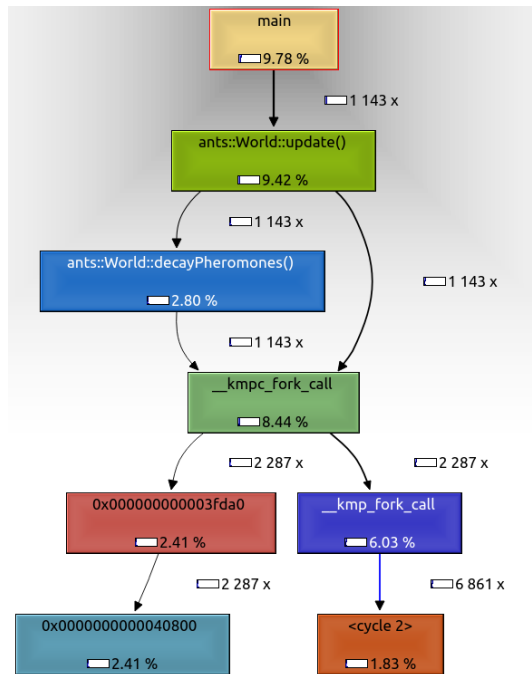 main
9.78 %
1 143 x
ants::World::update()
9.42 %
1 143 x
ants::World::decayPheromones()
2.80 %
1 143 x
1 143 x
__kmpc_fork_call
8.44 %
2 287 x
2 287 x
0x000000000003fda0
2.41 %
__kmp_fork_call
6.03 %
2 287 x
6 861 x
0x0000000000040800
2.41 %
<cycle 2>
1.83 %